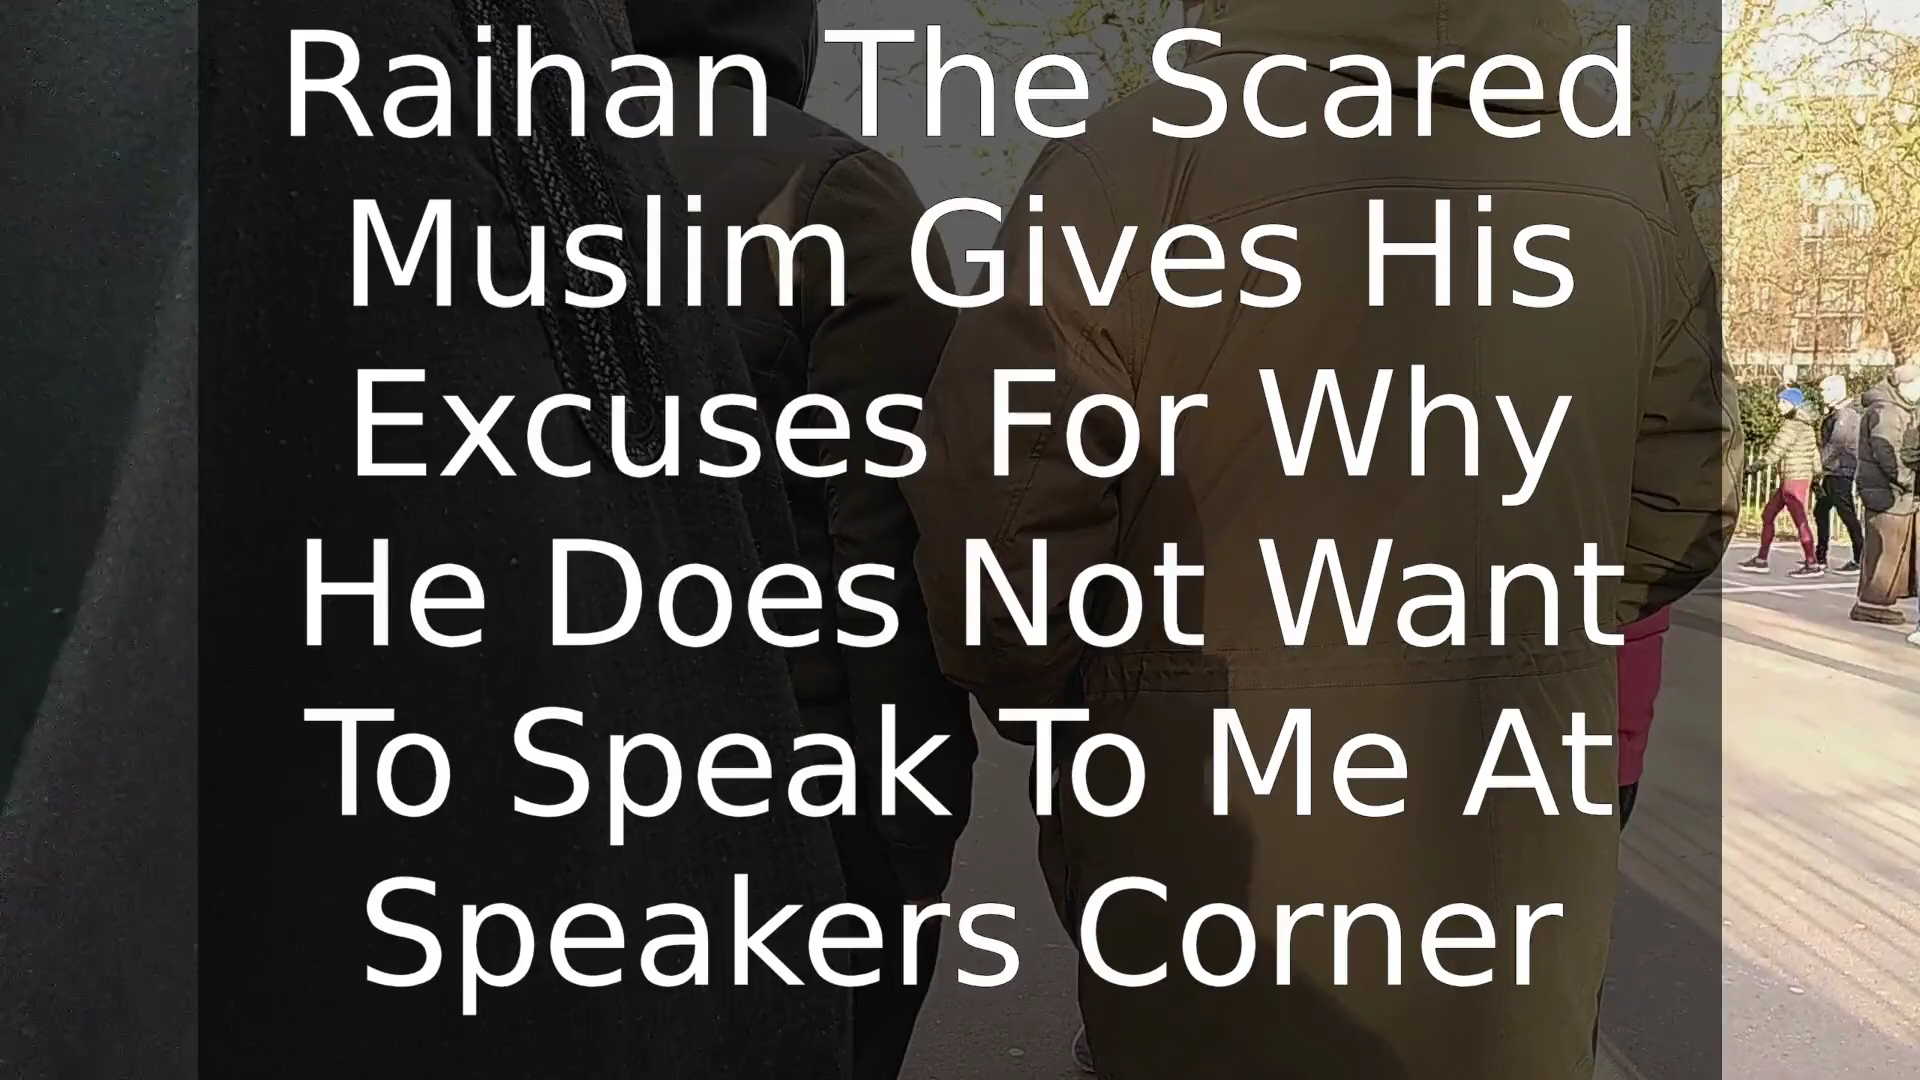 Raihan The Scared
Muslim Gives His
Excuses For Why
He Does Not Want
To Speak To Me At
Speakers Corner